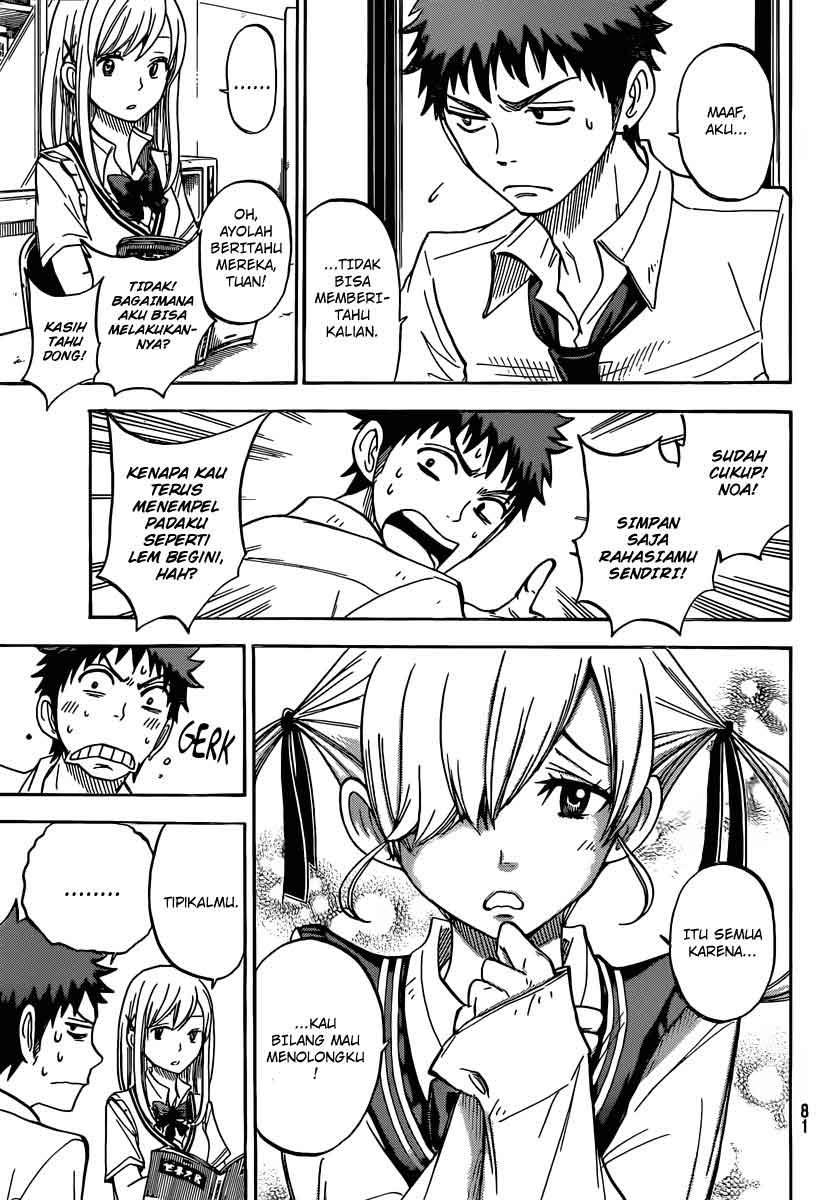 MAAF,
AKU...
...TIDAK
BISA
MEMBERI-
TAHU
KALIAN.
.......
OH,
AYOLAH
BERITAHU
MEREKA,
TUAN!
TIDAK!
BAGAIMANA
AKU BISA
MELAKUKAN-
NYA?
KASIH
TAHU
DONG!
SUDAH
CUKUP!
NOA!
SIMPAN
SAJA
RAHASIAMU
SENDIRI!
KENAPA KAU
TERUS
MENEMPEL
PADAKU
SEPERTI
LEM BEGINI,
HAH?
ITU SEMUA
KARENA...
...KAU
BILANG MAU
MENOLONGKU
!
GERK
TIPIKALMU.
........
81